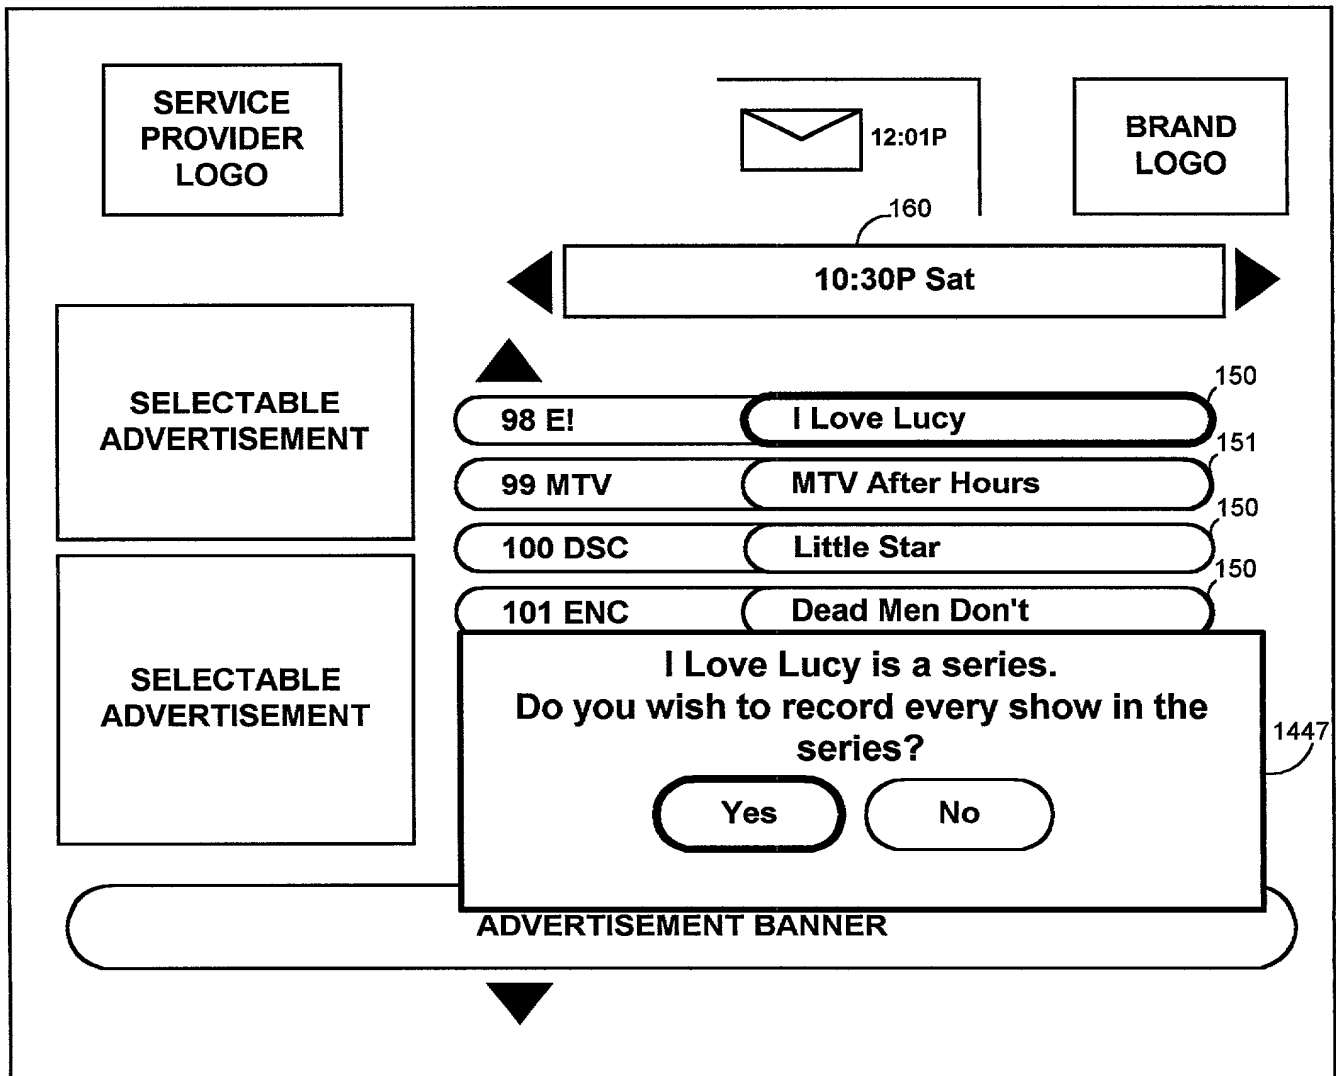 SERVICE
PROVIDER
LOGO
12:01P
BRAND
LOGO
160
10:30P Sat
SELECTABLE
ADVERTISEMENT
150
98 E! I Love Lucy
151
99 MTV MTV After Hours
150
100 DSC Little Star
150
101 ENC Dead Men Don't
SELECTABLE
ADVERTISEMENT
I Love Lucy is a series.
Do you wish to record every show in the
series?
1447
Yes No
ADVERTISEMENT BANNER